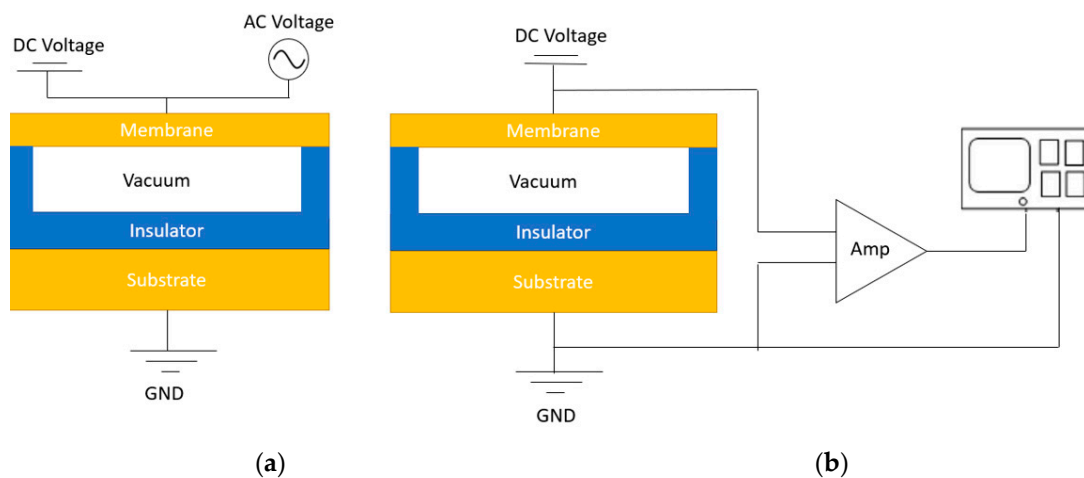 AC Voltage
DC Voltage
Membrane
Vacuum
Insulator
Substrate
GND
(a)
DC Voltage
Membrane
Vacuum
Insulator
Substrate
GND
Amp
(b)